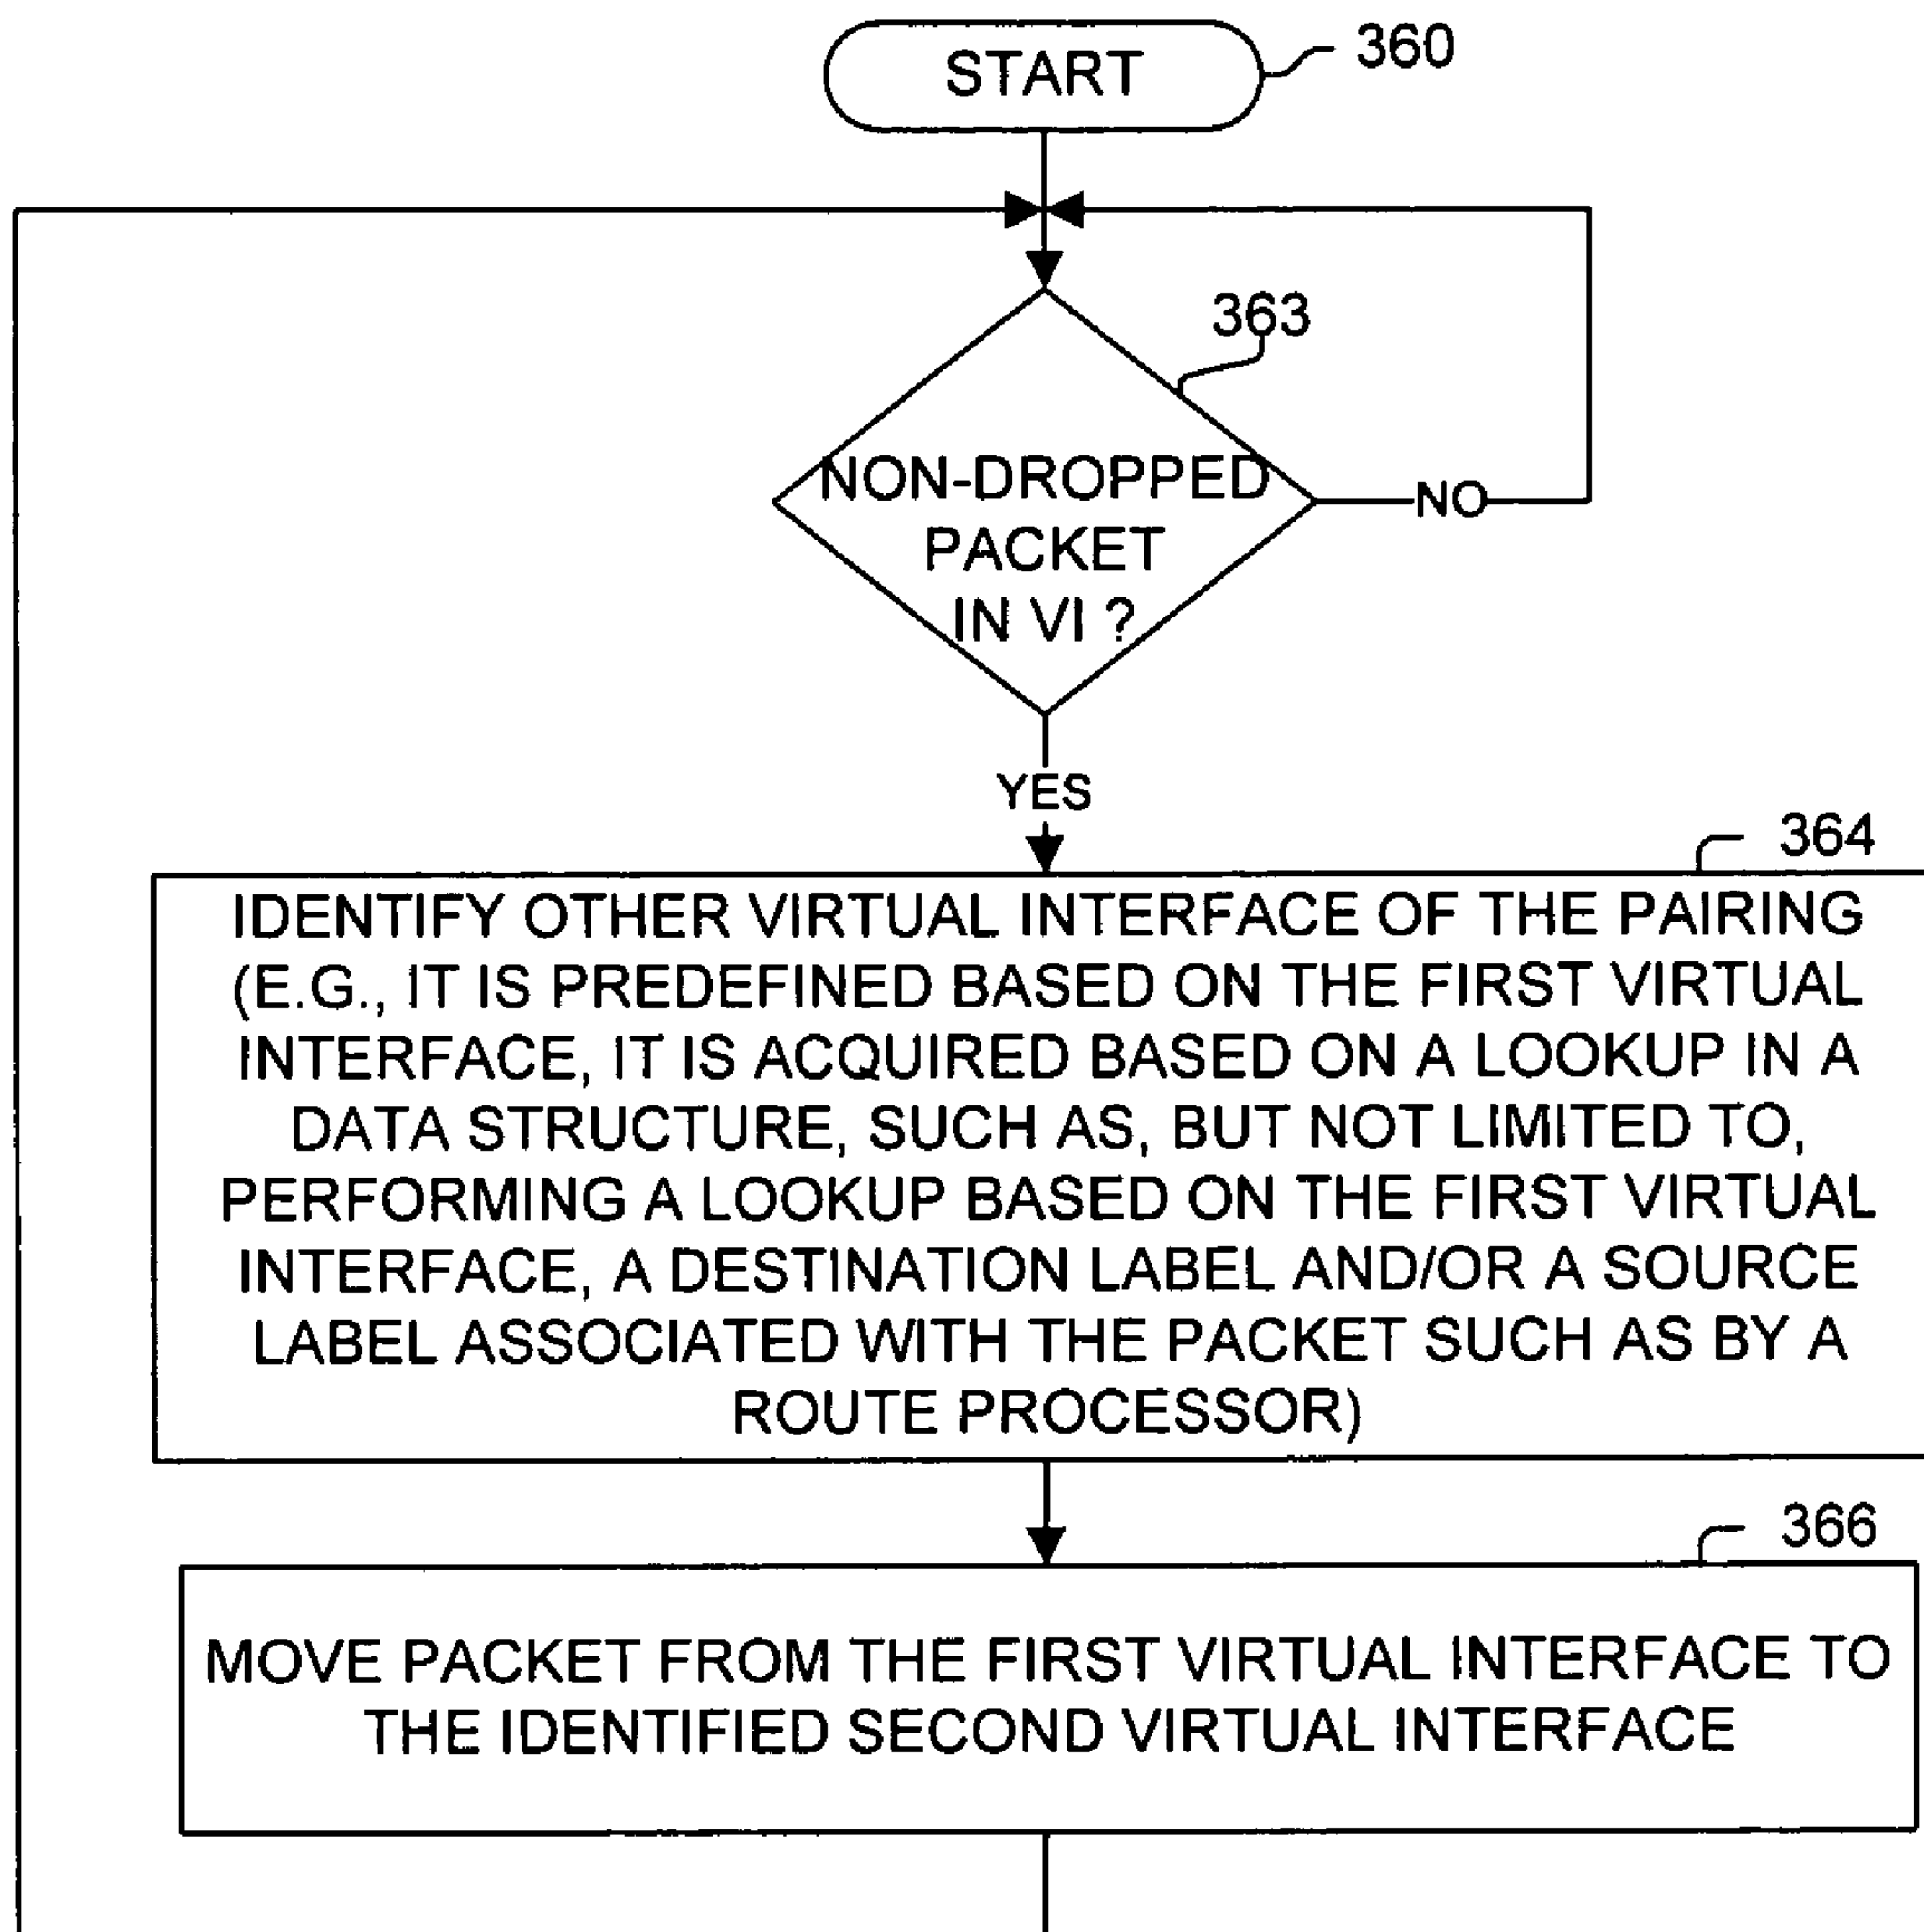 START
360
363
NON-DROPPED
PACKET
IN VI ?
NO
YES
364
IDENTIFY OTHER VIRTUAL INTERFACE OF THE PAIRING
(E.G., IT IS PREDEFINED BASED ON THE FIRST VIRTUAL
INTERFACE, IT IS ACQUIRED BASED ON A LOOKUP IN A
DATA STRUCTURE, SUCH AS, BUT NOT LIMITED TO,
PERFORMING A LOOKUP BASED ON THE FIRST VIRTUAL
INTERFACE, A DESTINATION LABEL AND/OR A SOURCE
LABEL ASSOCIATED WITH THE PACKET SUCH AS BY A
ROUTE PROCESSOR)
366
MOVE PACKET FROM THE FIRST VIRTUAL INTERFACE TO
THE IDENTIFIED SECOND VIRTUAL INTERFACE